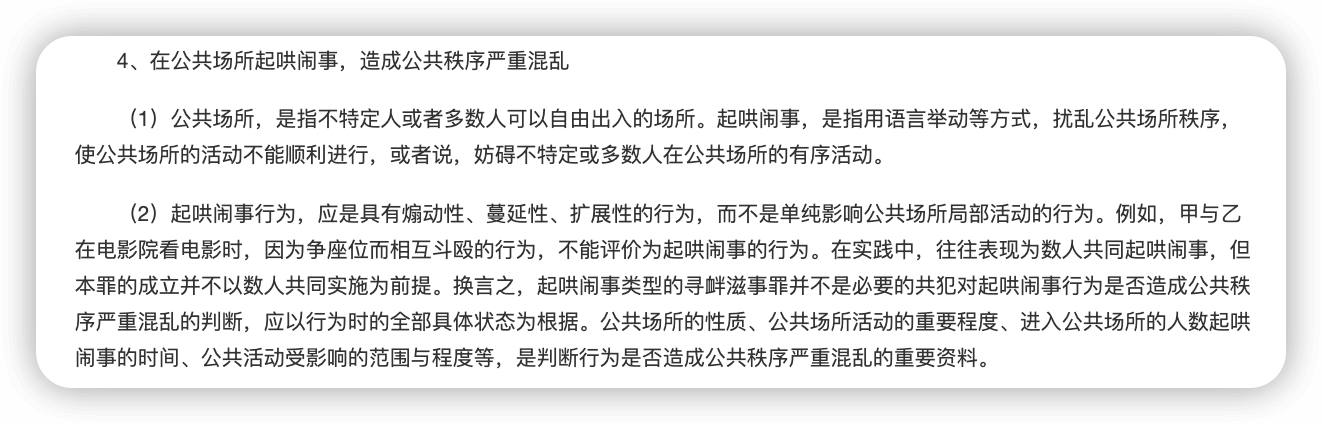 4、在公共场所起哄闹事，造成公共秩序严重混乱
（1）公共场所，是指不特定人或者多数人可以自由出入的场所。起哄闹事，是指用语言举动等方式，扰乱公共场所秩序，
使公共场所的活动不能顺利进行，或者说，妨碍不特定或多数人在公共场所的有序活动。
（2）起哄闹事行为，应是具有煽动性、蔓延性、扩展性的行为，而不是单纯影响公共场所局部活动的行为。例如，甲与乙
在电影院看电影时，因为争座位而相互斗殴的行为，不能评价为起哄闹事的行为。在实践中，往往表现为数人共同起哄闹事，但
本罪的成立并不以数人共同实施为前提。换言之，起哄闹事类型的寻衅滋事罪并不是必要的共犯对起哄闹事行为是否造成公共秩
序严重混乱的判断，应以行为时的全部具体状态为根据。公共场所的性质、公共场所活动的重要程度、进入公共场所的人数起哄
闹事的时间、公共活动受影响的范围与程度等，是判断行为是否造成公共秩序严重混乱的重要资料。